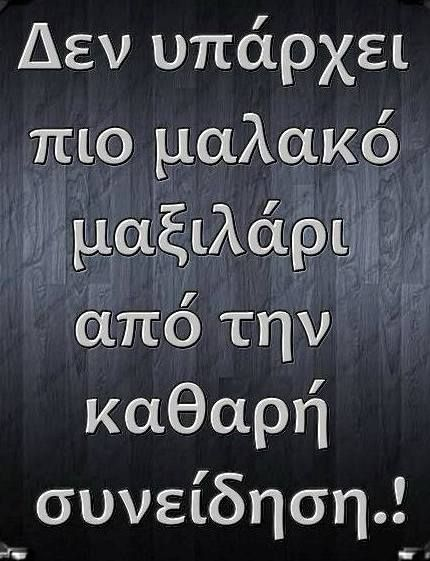 Δεν υπάρχει
πιο μαλακό
μαξιλάρι
από την
καθαρή
συνείδηση.!